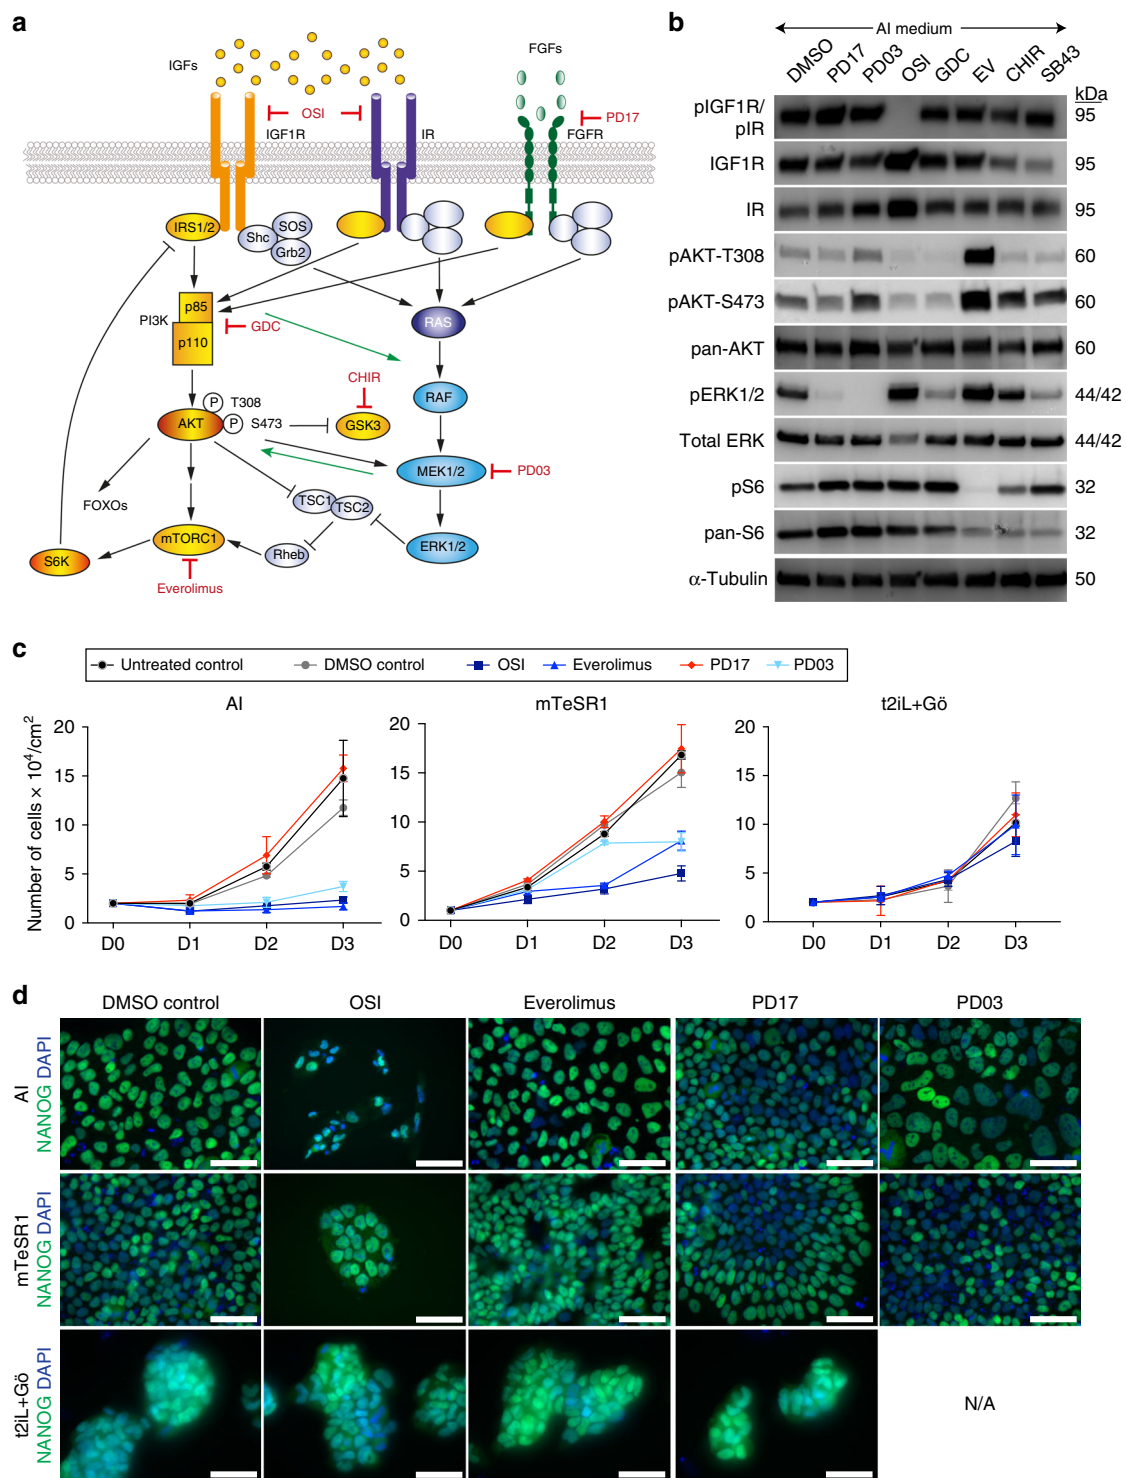 a
IGFs
FGFs
OSI
PD17
IGF1R
IR
FGFR
IRS1/2
Shc
SOS
Grb2
p85
PI3K
p110
GDC
RAS
CHIR
RAF
P
T308
AKT
P
S473
GSK3
MEK1/2
PD03
FOXOs
TSC1
TSC2
mTORC1
Rheb
ERK1/2
S6K
Everolimus
b
AI medium
DMSO
PD17
PD03
OSI
GDC
EV
CHIR
SB43
kDa
pIGF1R/
pIR
95
IGF1R
95
IR
95
pAKT-T308
60
pAKT-S473
60
pan-AKT
60
pERK1/2
44/42
Total ERK
44/42
pS6
32
pan-S6
32
α-Tubulin
50
c
Untreated control
DMSO control
OSI
Everolimus
PD17
PD03
AI
Number of cells × 10⁴/cm²
20
15
10
5
0
D0
D1
D2
D3
mTeSR1
20
15
10
5
0
D0
D1
D2
D3
t2iL+Gö
20
15
10
5
0
D0
D1
D2
D3
d
DMSO control
OSI
Everolimus
PD17
PD03
AI
NANOG DAPI
mTeSR1
NANOG DAPI
t2iL+Gö
NANOG DAPI
N/A